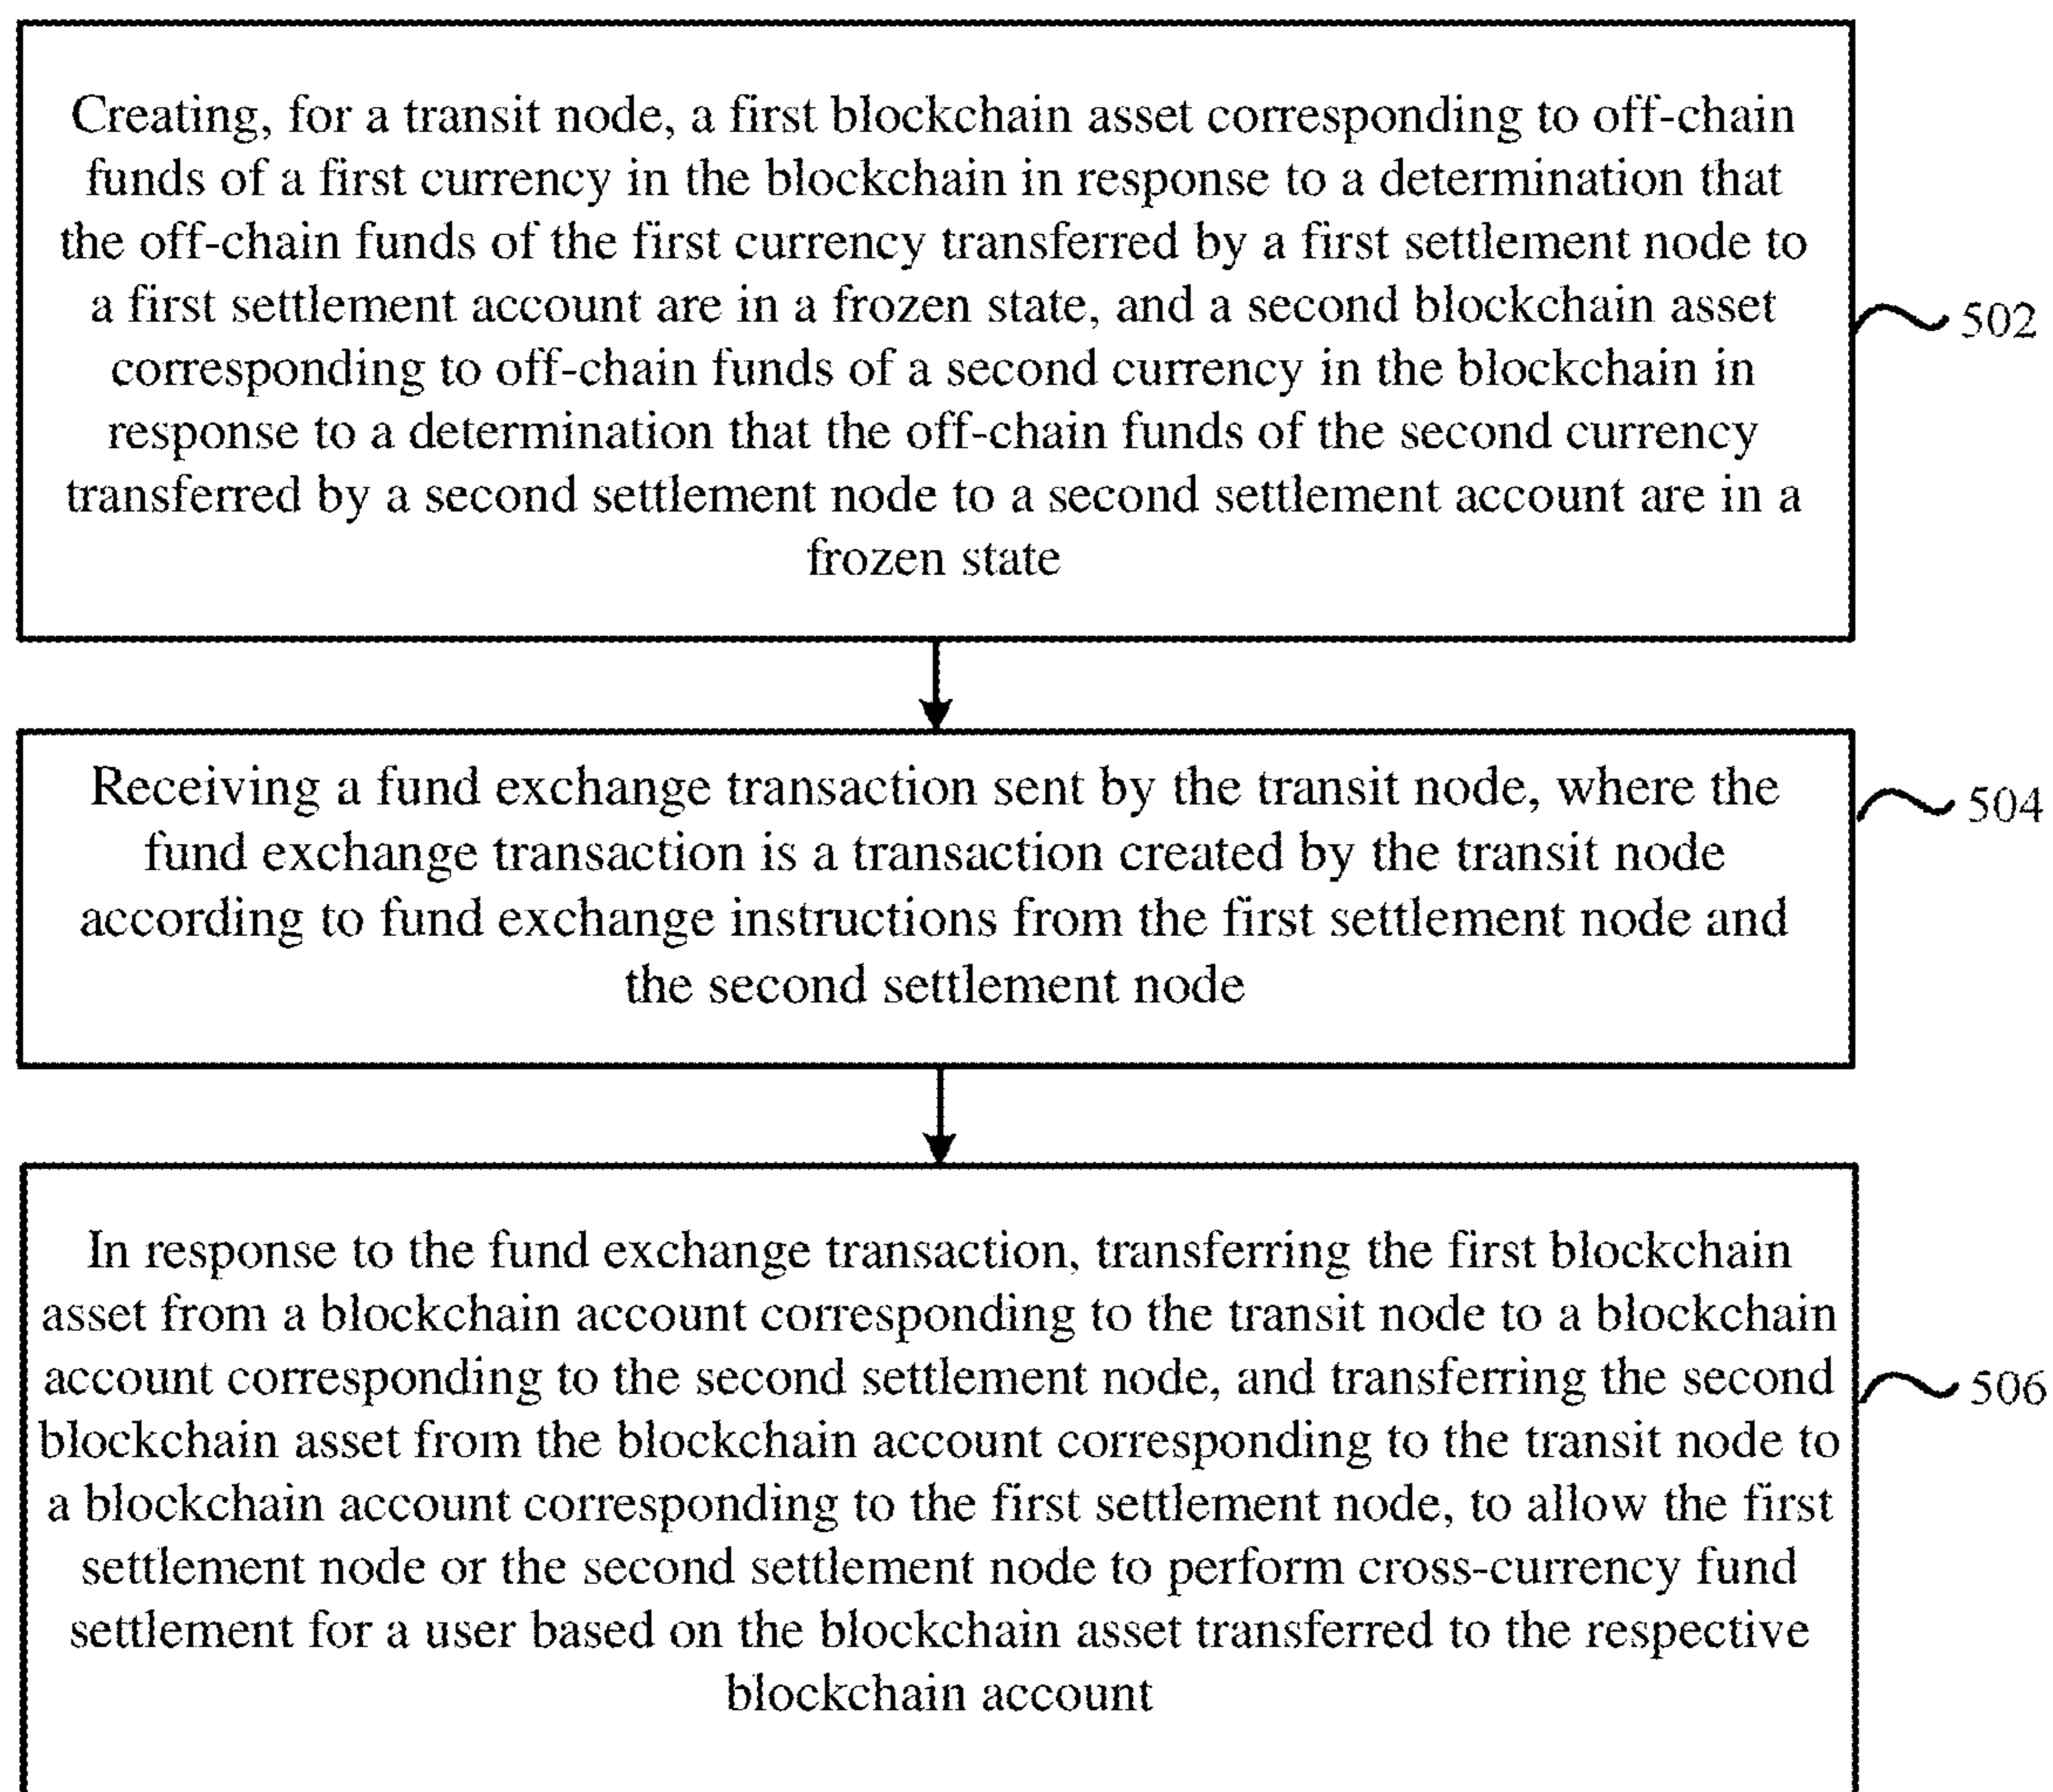 Creating, for a transit node, a first blockchain asset corresponding to off-chain
funds of a first currency in the blockchain in response to a determination that
the off-chain funds of the first currency transferred by a first settlement node to
a first settlement account are in a frozen state, and a second blockchain asset
corresponding to off-chain funds of a second currency in the blockchain in
response to a determination that the off-chain funds of the second currency
transferred by a second settlement node to a second settlement account are in a
frozen state
502
Receiving a fund exchange transaction sent by the transit node, where the
fund exchange transaction is a transaction created by the transit node
according to fund exchange instructions from the first settlement node and
the second settlement node
504
In response to the fund exchange transaction, transferring the first blockchain
asset from a blockchain account corresponding to the transit node to a blockchain
account corresponding to the second settlement node, and transferring the second
blockchain asset from the blockchain account corresponding to the transit node to
a blockchain account corresponding to the first settlement node, to allow the first
settlement node or the second settlement node to perform cross-currency fund
settlement for a user based on the blockchain asset transferred to the respective
blockchain account
506